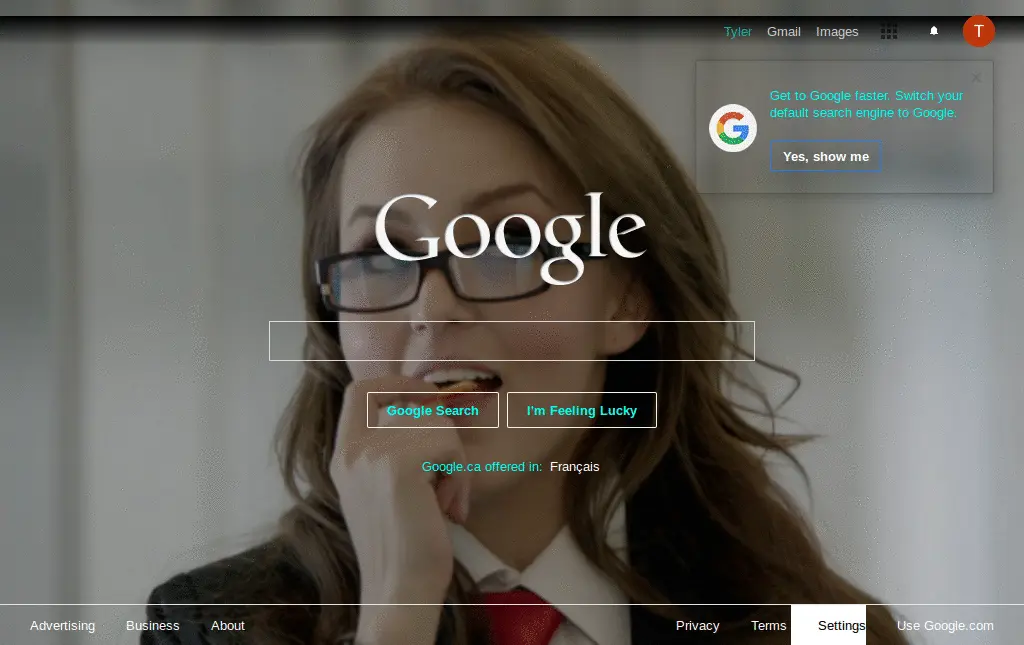 Tyler Gmail Images T
Get to Google faster. Switch your
default search engine to Google.
Yes, show me
Google
Google Search I'm Feeling Lucky
Google.ca offered in: Français
Advertising Business About Privacy Terms Settings Use Google.com